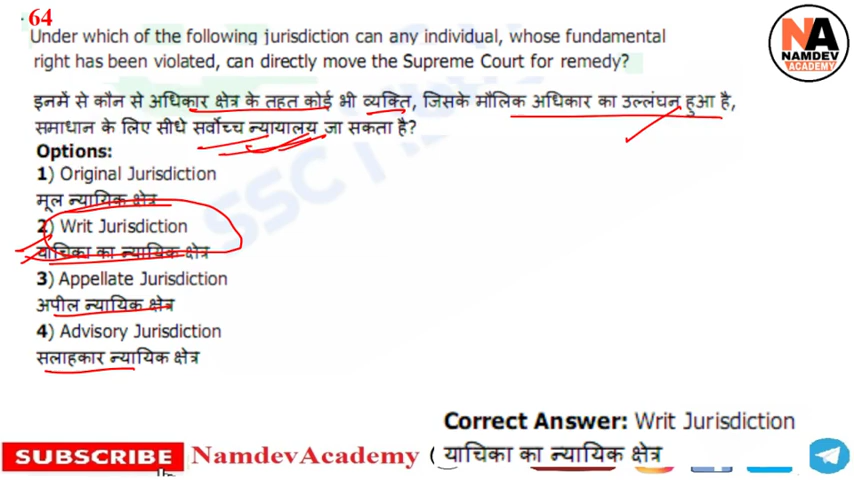 64
Under which of the following jurisdiction can any individual, whose fundamental
right has been violated, can directly move the Supreme Court for remedy?
इनमें से कौन से अधिकार क्षेत्र के तहत कोई भी व्यक्ति, जिसके मौलिक अधिकार का उल्लंघन हुआ है,
समाधान के लिए सीधे सर्वोच्च न्यायालय जा सकता है?
Options:
1) Original Jurisdiction
मूल न्यायिक क्षेत्र
2) Writ Jurisdiction
याचिका का न्यायिक क्षेत्र
3) Appellate Jurisdiction
अपील न्यायिक क्षेत्र
4) Advisory Jurisdiction
सलाहकार न्यायिक क्षेत्र
NA
NAMDEV
ACADEMY
Correct Answer: Writ Jurisdiction
याचिका का न्यायिक क्षेत्र
SUBSCRIBE NamdevAcademy (